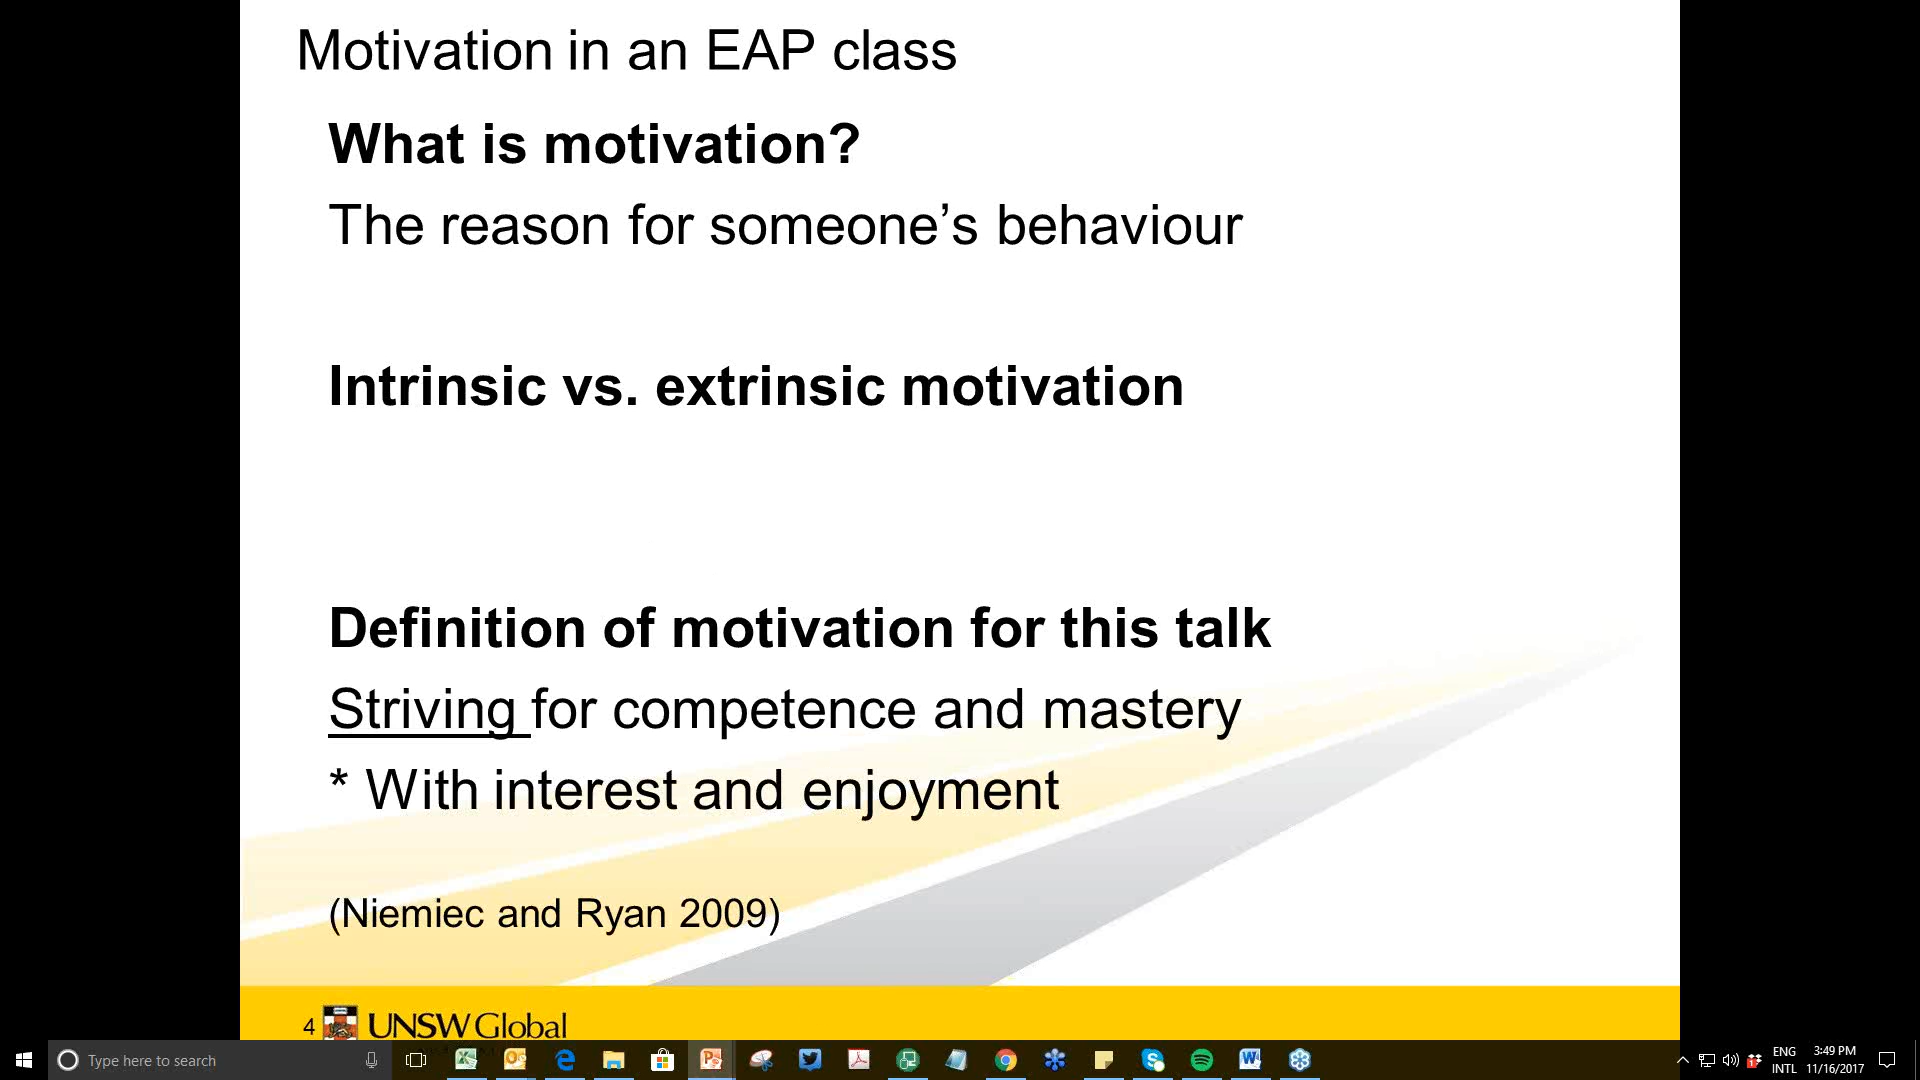 Motivation in an EAP class
What is motivation?
The reason for someone’s behaviour
Intrinsic vs. extrinsic motivation
Definition of motivation for this talk
Striving for competence and mastery
* With interest and enjoyment
(Niemiec and Ryan 2009)
4 UNSW Global
Type here to search
ENG 3:49 PM
INTL 11/16/2017